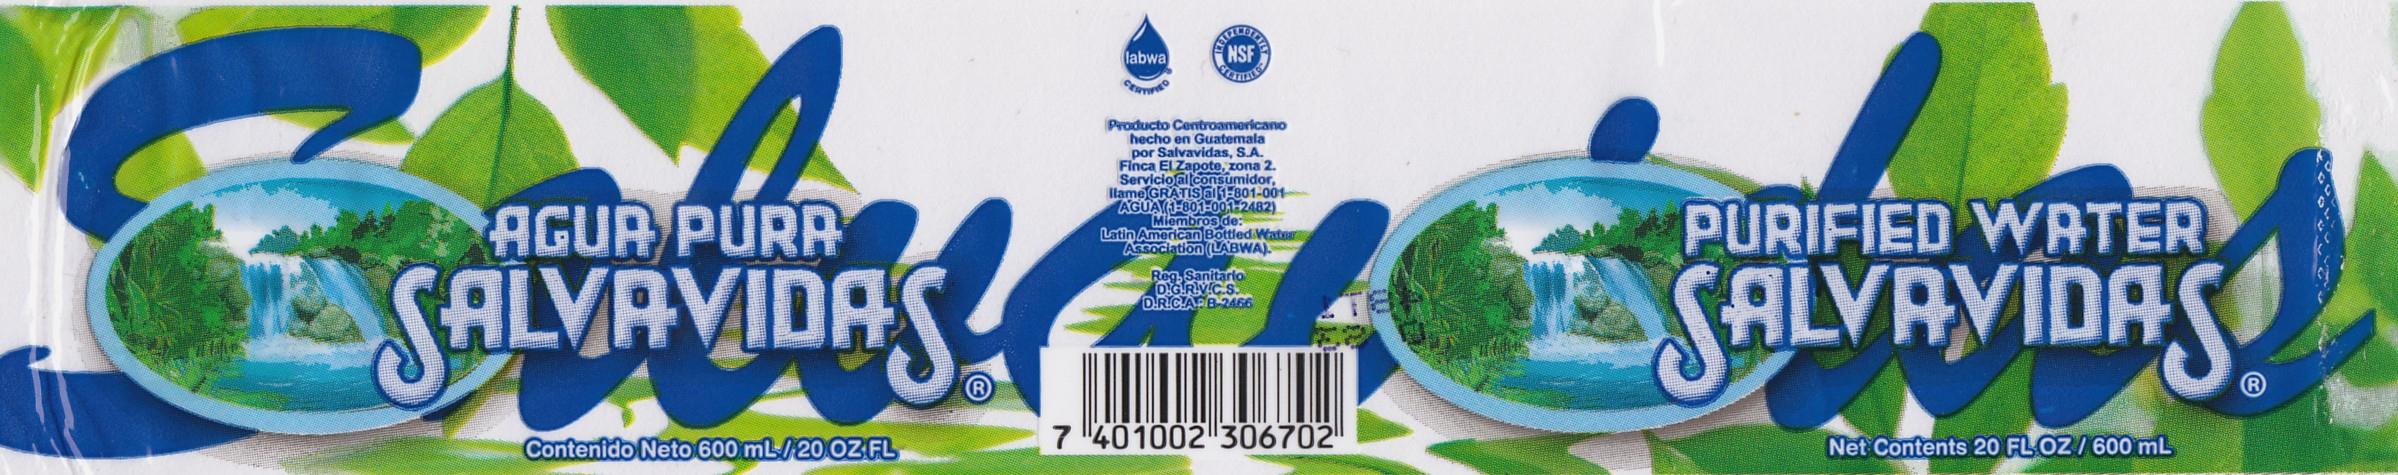 AGUA PURA
SALVAVIDAS®
Contenido Neto 600 mL / 20 OZ FL
labwa®
CERTIFIED
INDEPENDENTLY
NSF
CERTIFIED
Producto Centroamericano
hecho en Guatemala
por Salvavidas, S.A.
Finca El Zapote, zona 2.
Servicio al consumidor,
llame GRATIS al 1-801-001
AGUA (1-801-001-2482)
Miembros de:
Latin American Bottled Water
Association (LABWA).
Reg. Sanitario
D.G.R.V.C.S.
D.R.C.A.: B-2466
7 401002 306702
PURIFIED WATER
SALVAVIDAS®
Net Contents 20 FL OZ / 600 mL